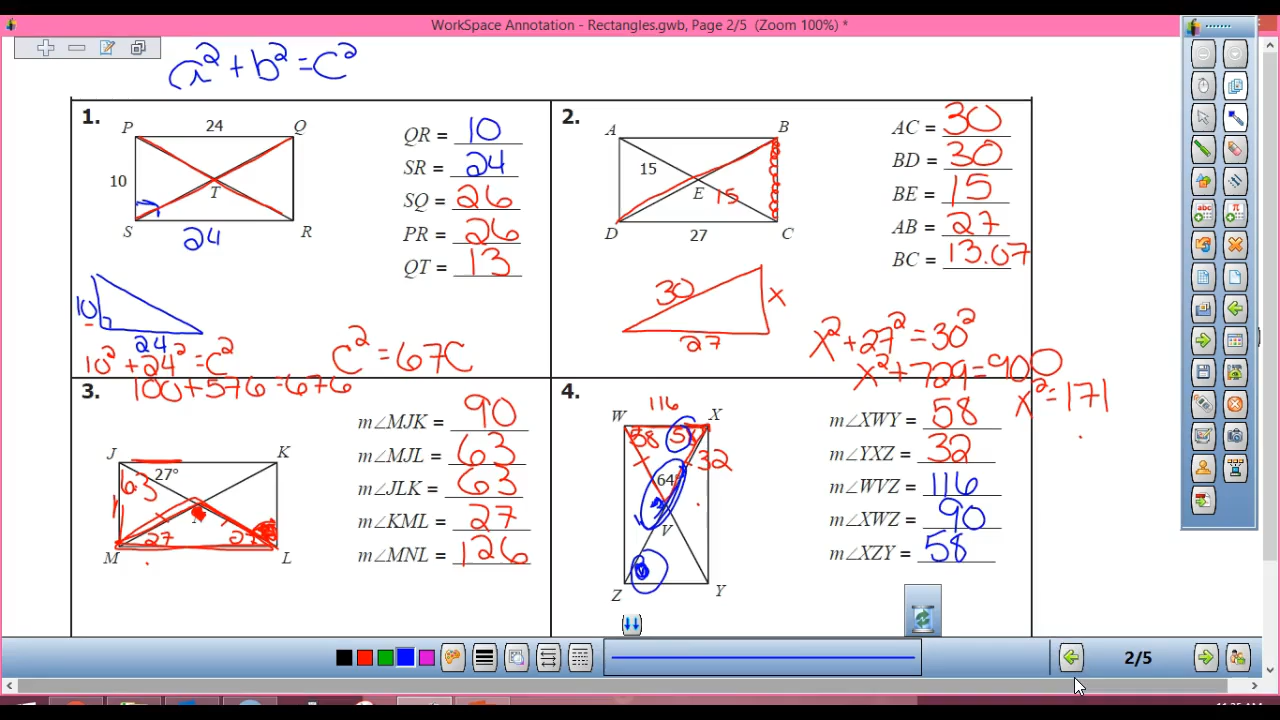 WorkSpace Annotation - Rectangles.gwb, Page 2/5 (Zoom 100%) *
a² + b² = c²
1.
P 24 Q
10
T
S 24 R
QR = 10
SR = 24
SQ = 26
PR = 26
QT = 13
10
24
10² + 24² = C²
100 + 576 = 676
C² = 676
2.
A B
15
E 15
D 27 C
AC = 30
BD = 30
BE = 15
AB = 27
BC = 13.07
30 x
27
x² + 27² = 30²
x² + 729 = 900
x² = 171
3.
J K
27°
63
27 27
M L
m∠MJK = 90
m∠MJL = 63
m∠JLK = 63
m∠KML = 27
m∠MNL = 126
4.
116
W X
58 58
32
64
V
Z Y
m∠XWY = 58
m∠YXZ = 32
m∠WVZ = 116
m∠XWZ = 90
m∠XZY = 58
abc
π
2/5